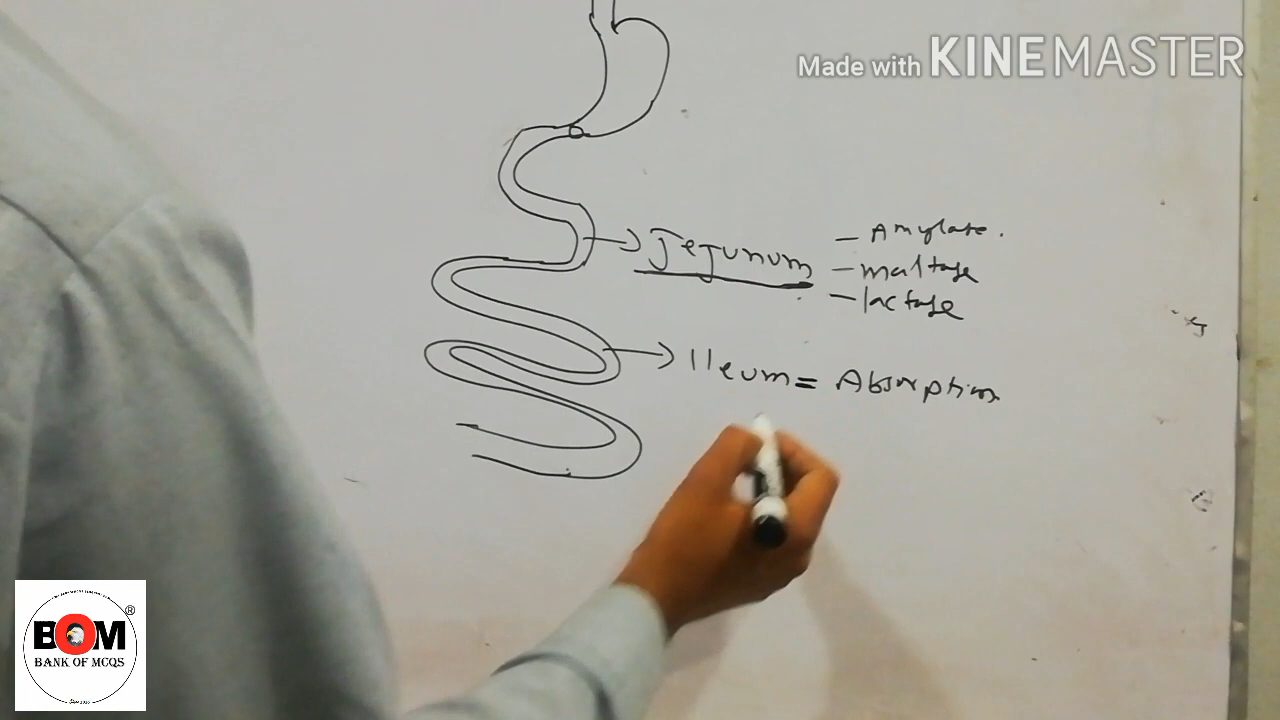 Made with KINEMASTER
Jejunum
– Amylase.
– maltase
– lactase
Ileum = Absorption
BOM
®
BANK OF MCQS